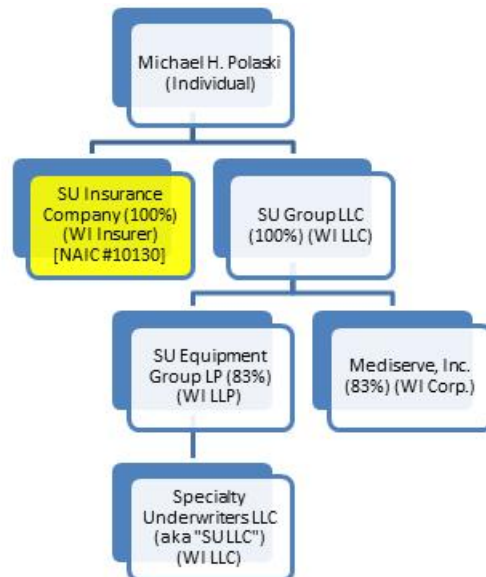 Michael H. Polaski
(Individual)
SU Insurance
Company (100%)
(WI Insurer)
[NAIC #10130]
SU Group LLC
(100%) (WI LLC)
SU Equipment
Group LP (83%)
(WI LLP)
Mediserve, Inc.
(83%) (WI Corp.)
Specialty
Underwriters LLC
(aka "SU LLC")
(WI LLC)